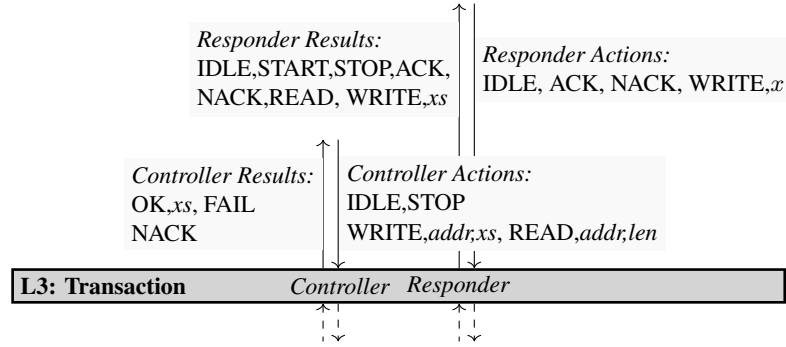 Responder Results:
IDLE,START,STOP,ACK,
NACK,READ, WRITE,xs
Responder Actions:
IDLE, ACK, NACK, WRITE,x
Controller Results:
OK,xs, FAIL
NACK
Controller Actions:
IDLE,STOP
WRITE,addr,xs, READ,addr,len
L3: Transaction Controller Responder